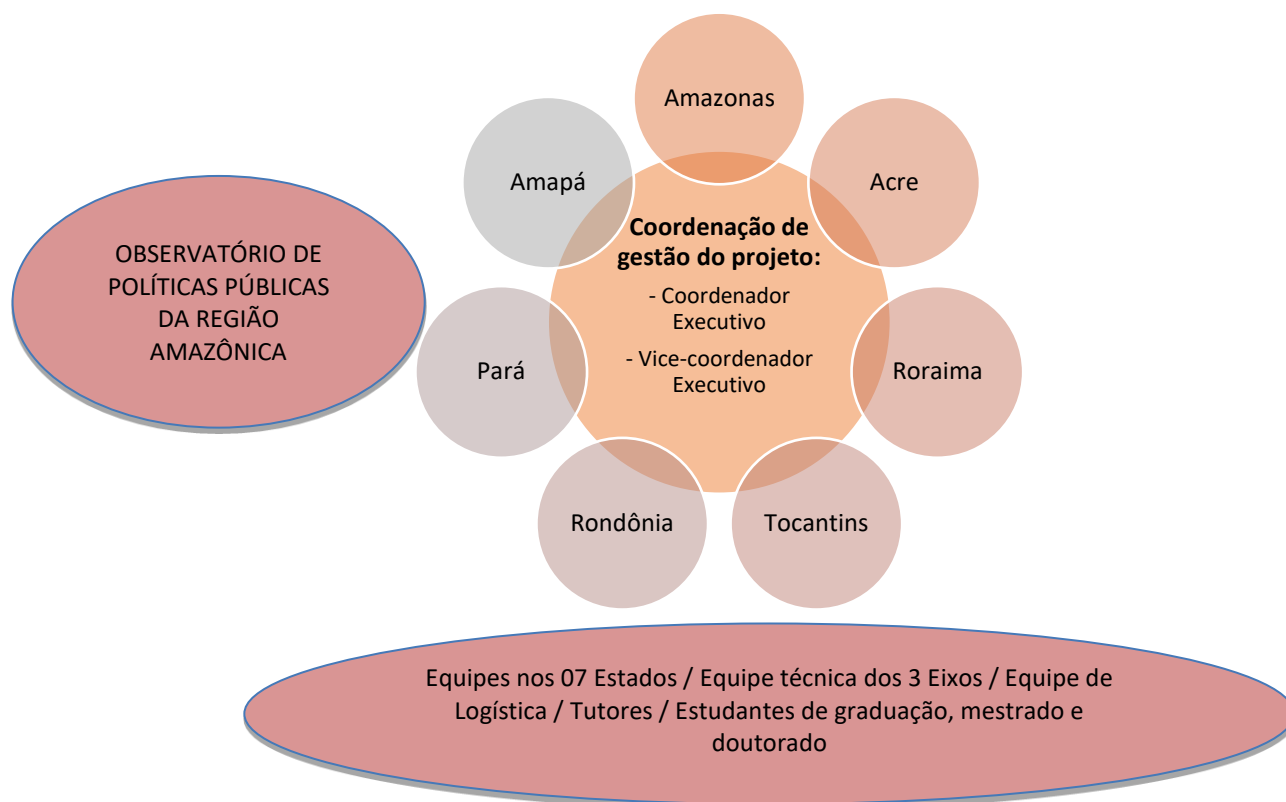 Amazonas
Amapá
Acre
OBSERVATÓRIO DE
POLÍTICAS PÚBLICAS
DA REGIÃO
AMAZÔNICA
Coordenação de
gestão do projeto:
- Coordenador
Executivo
- Vice-coordenador
Executivo
Pará
Roraima
Rondônia
Tocantins
Equipes nos 07 Estados / Equipe técnica dos 3 Eixos / Equipe de
Logística / Tutores / Estudantes de graduação, mestrado e
doutorado